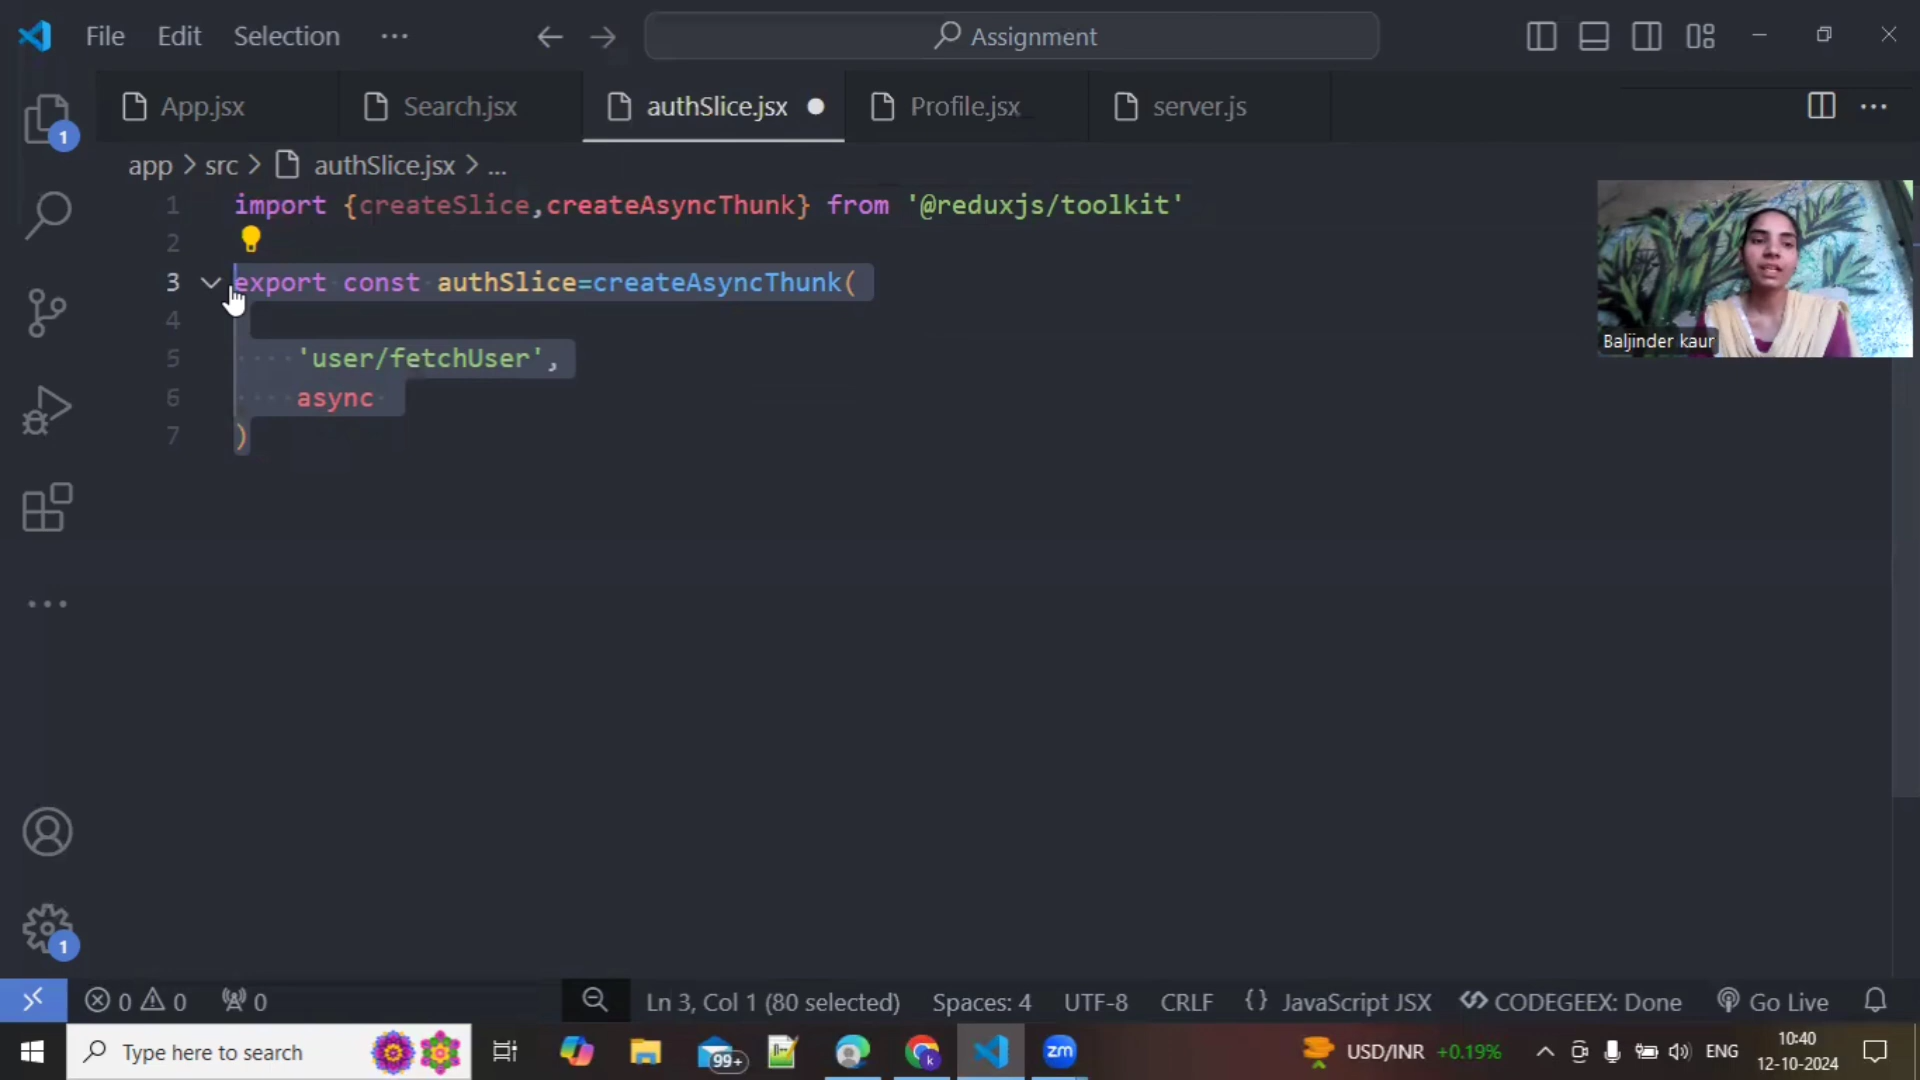 File Edit Selection ···
Assignment
App.jsx Search.jsx authSlice.jsx Profile.jsx server.js
1
app > src > authSlice.jsx > ...
1 import {createSlice,createAsyncThunk} from '@reduxjs/toolkit'
2
3 export const authSlice=createAsyncThunk(
4
5 'user/fetchUser',
6 async
7 )
Baljinder kaur
1
0 0 0
Ln 3, Col 1 (80 selected) Spaces: 4 UTF-8 CRLF {} JavaScript JSX CODEGEEX: Done Go Live
Type here to search
99+
k
zm
USD/INR +0.19%
ENG
10:40
12-10-2024